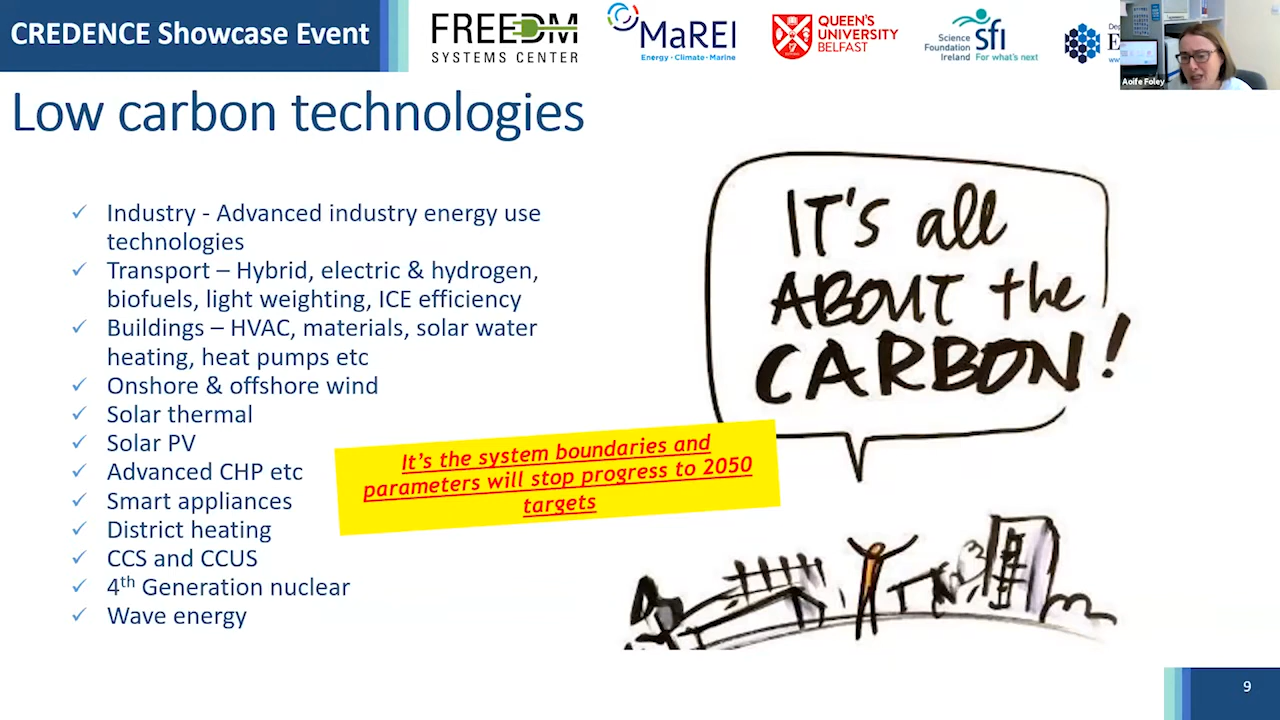 CREDENCE Showcase Event
FREEDM
SYSTEMS CENTER
MaREI
Energy · Climate · Marine
QUEEN'S
UNIVERSITY
BELFAST
Science
Foundation
Ireland
sfi
For what's next
Aoife Foley
Low carbon technologies
Industry - Advanced industry energy use
technologies
Transport – Hybrid, electric & hydrogen,
biofuels, light weighting, ICE efficiency
Buildings – HVAC, materials, solar water
heating, heat pumps etc
Onshore & offshore wind
Solar thermal
Solar PV
Advanced CHP etc
Smart appliances
District heating
CCS and CCUS
4th Generation nuclear
Wave energy
IT'S all
ABOUT the
CARBON!
It's the system boundaries and
parameters will stop progress to 2050
targets
9